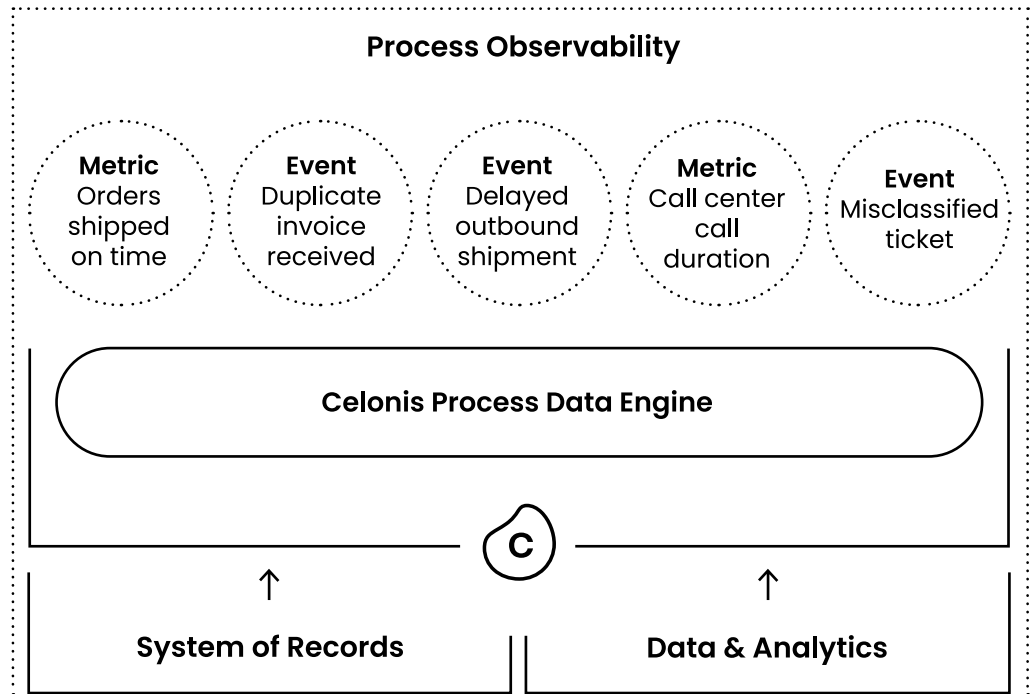 Process Observability
Metric
Orders
shipped
on time
Event
Duplicate
invoice
received
Event
Delayed
outbound
shipment
Metric
Call center
call
duration
Event
Misclassified
ticket
Celonis Process Data Engine
C
System of Records
Data & Analytics